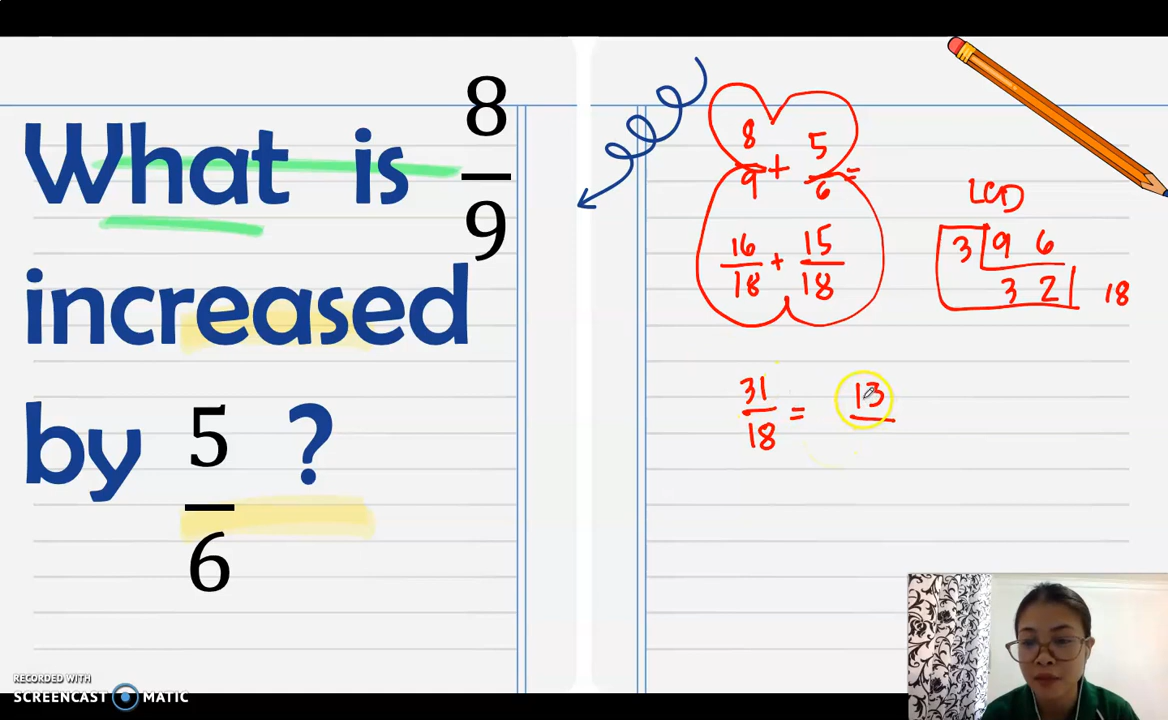 What is 8/9
increased
by 5/6 ?
8/9 + 5/6 =
16/18 + 15/18
LCD
3 9 6
3 2 18
31/18 = 13
RECORDED WITH
SCREENCAST MATIC